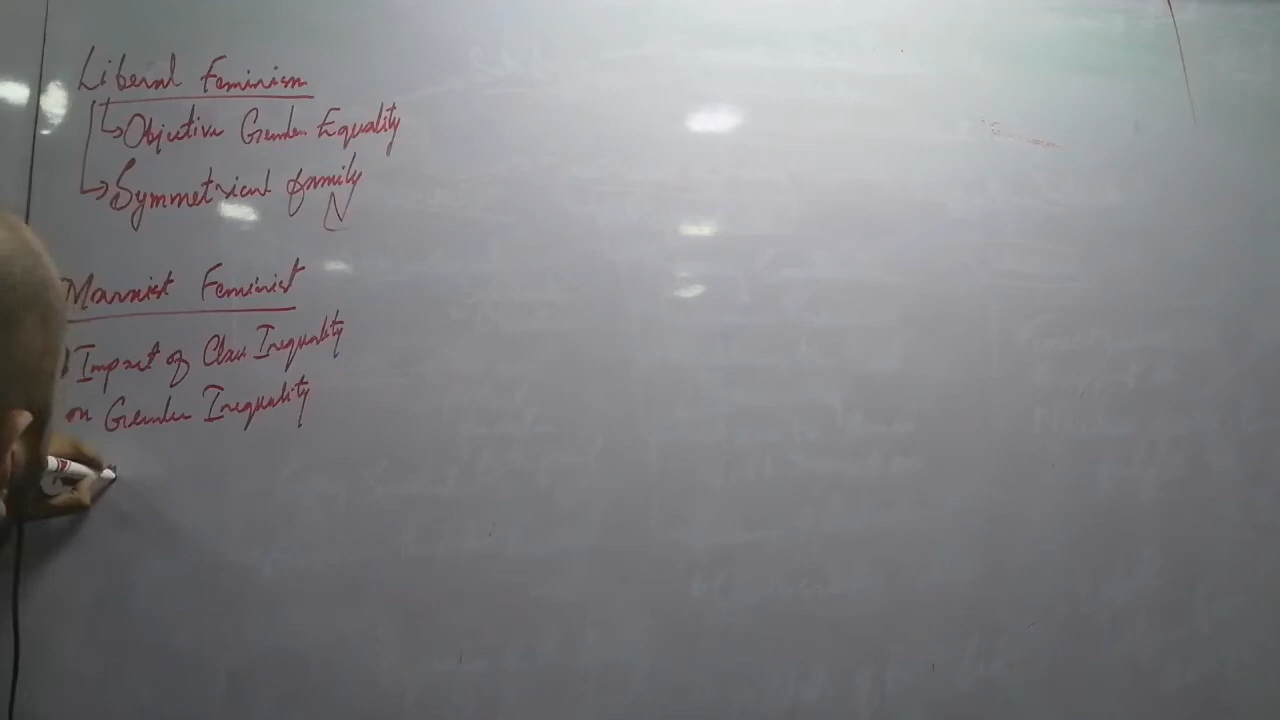 Liberal Feminism
Objective Gender Equality
Symmetrical family
Marxist Feminist
Impact of Class Inequality
on Gender Inequality